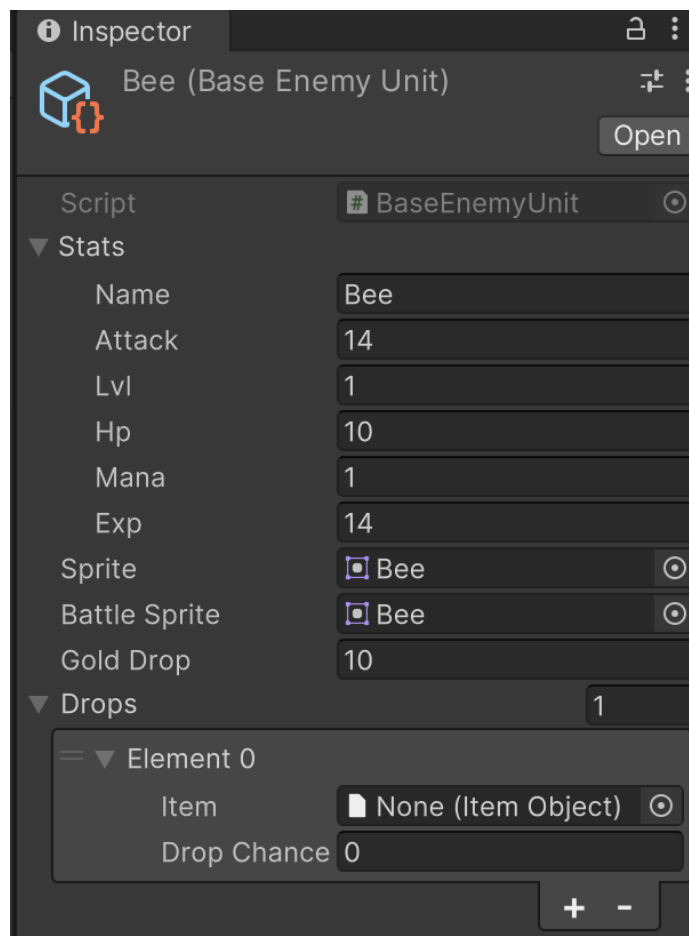 Inspector
Bee (Base Enemy Unit)
Open
Script # BaseEnemyUnit
Stats
Name Bee
Attack 14
Lvl 1
Hp 10
Mana 1
Exp 14
Sprite Bee
Battle Sprite Bee
Gold Drop 10
Drops 1
Element 0
Item None (Item Object)
Drop Chance 0
+ -